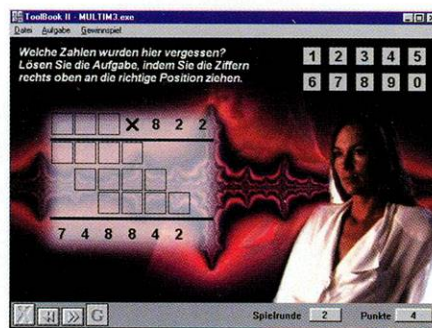 ToolBook II - MULTIM3.exe
Datei Aufgabe Gewinnspiel
Welche Zahlen wurden hier vergessen?
Lösen Sie die Aufgabe, indem Sie die Ziffern
rechts oben an die richtige Position ziehen.
1 2 3 4 5
6 7 8 9 0
× 8 2 2
7 4 8 8 4 2
G
Spielrunde 2 Punkte 4